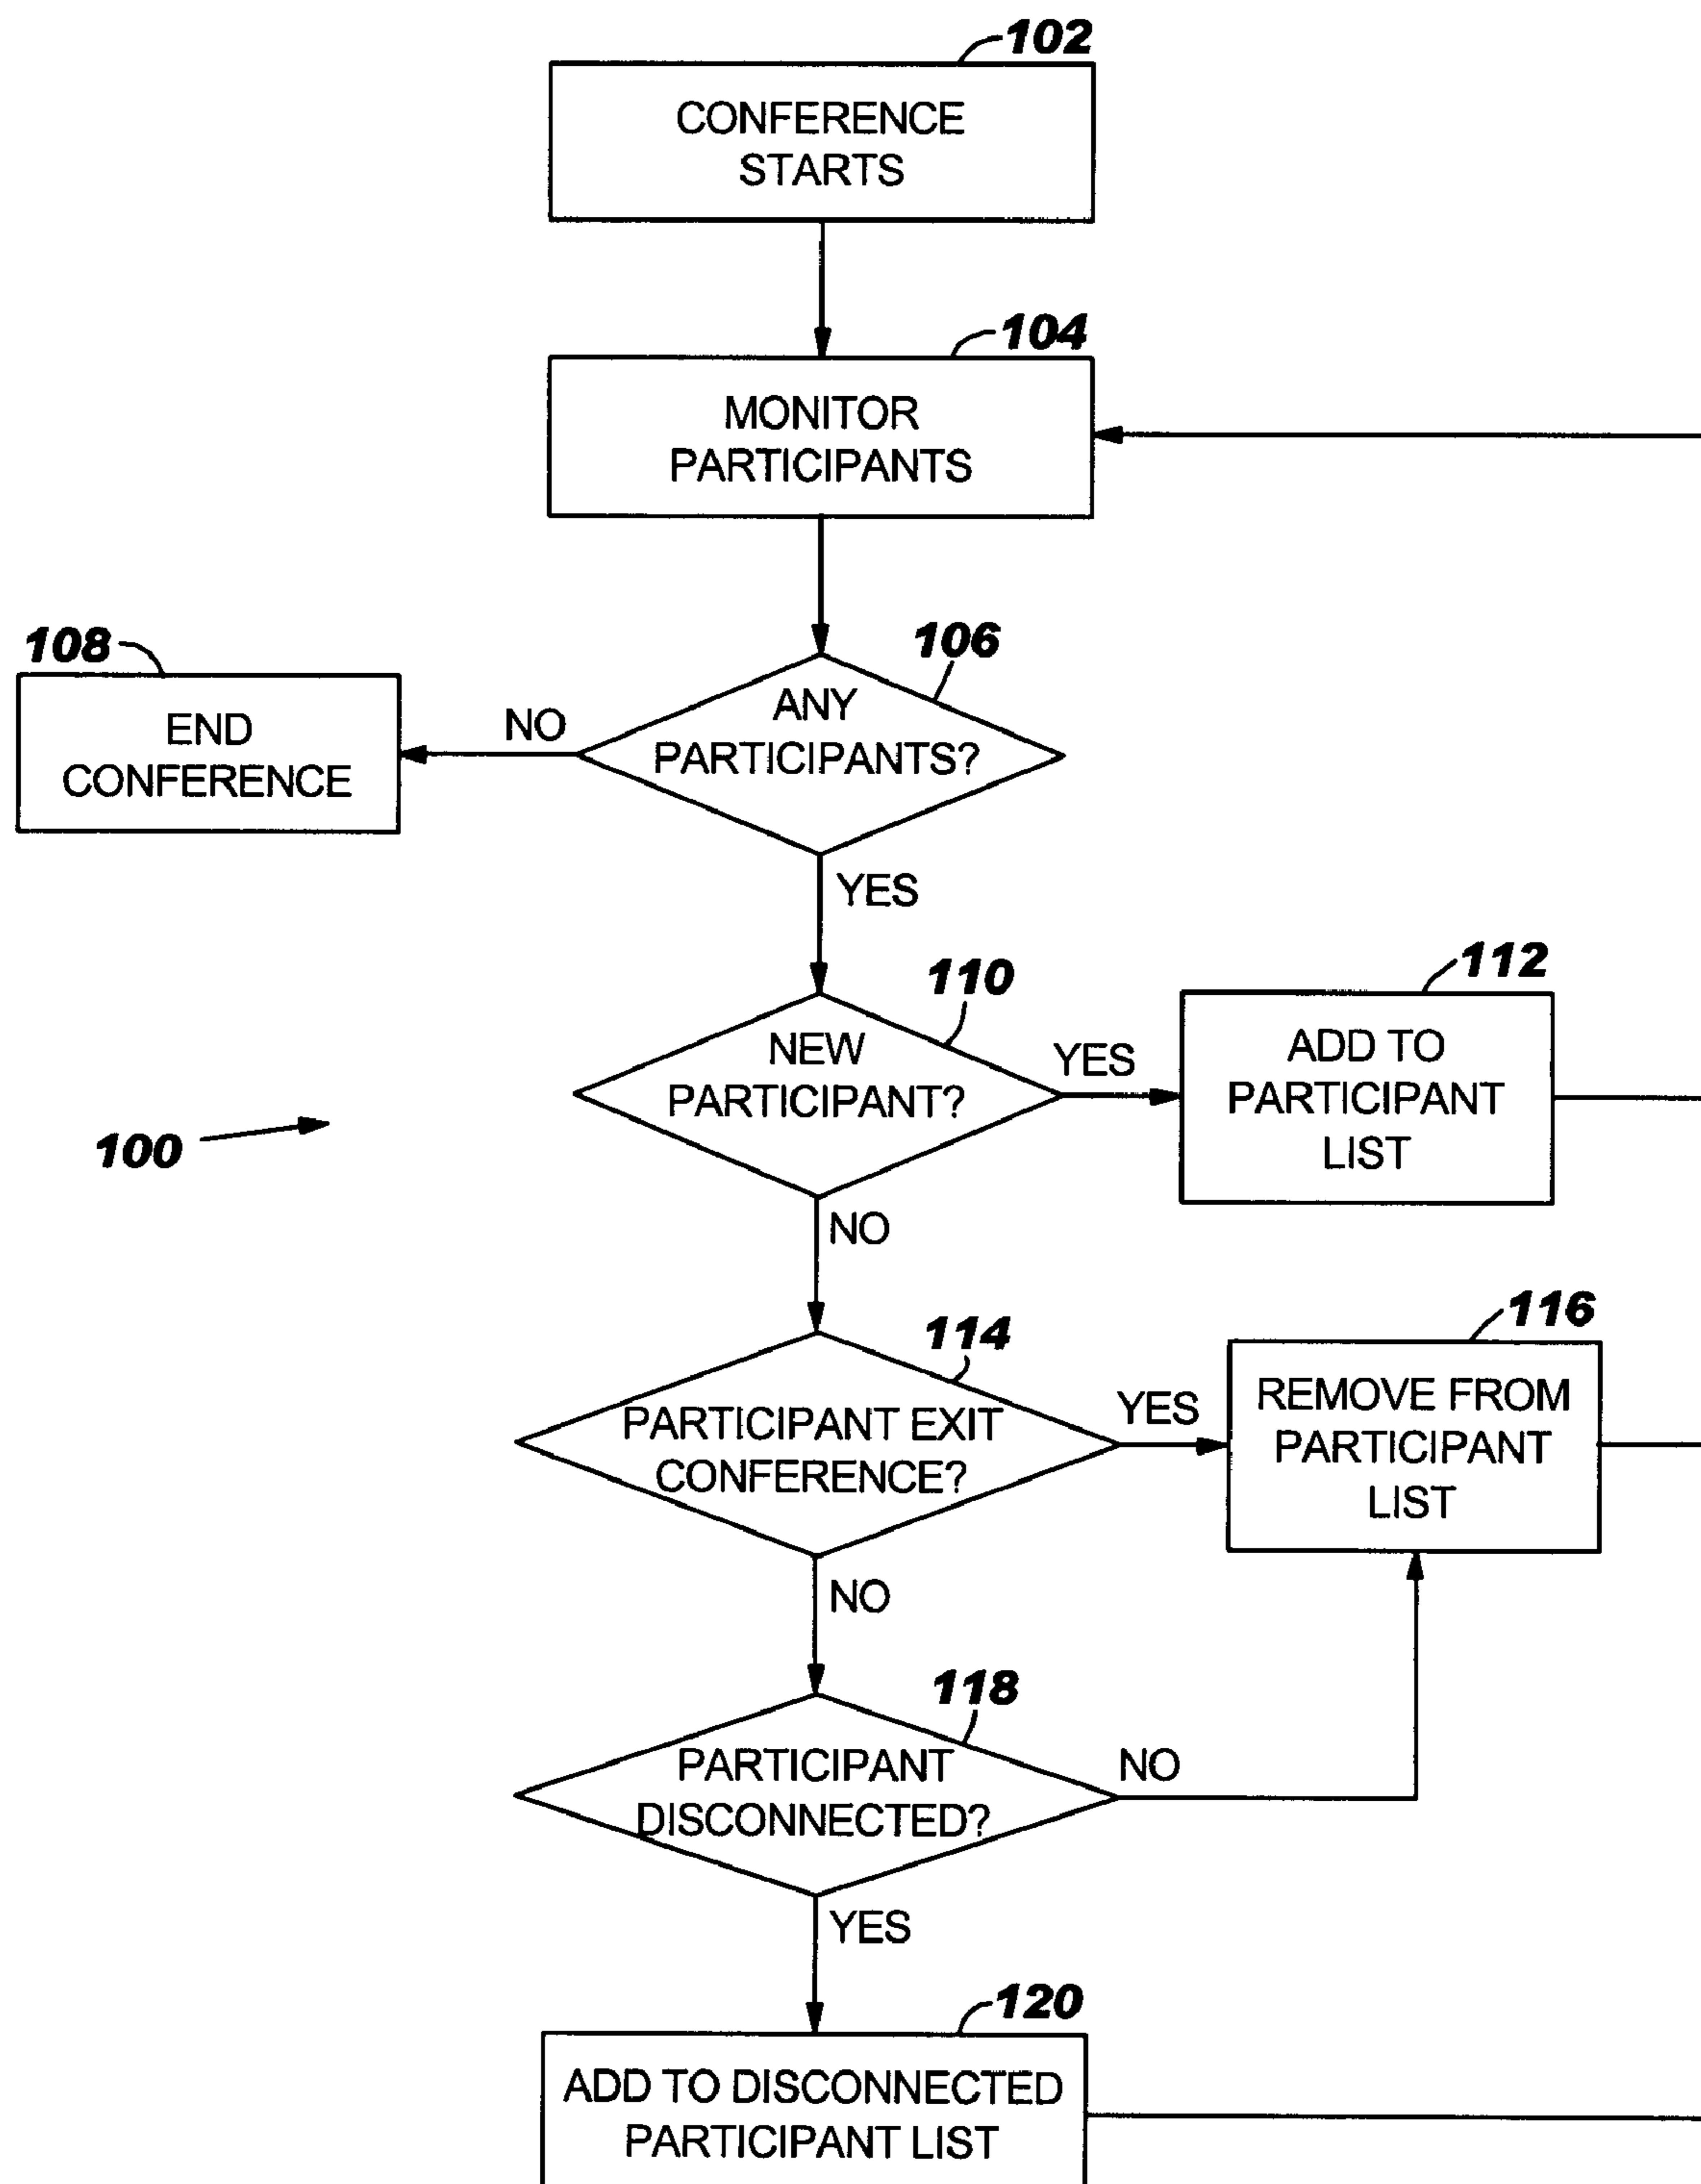 102
CONFERENCE
STARTS
104
MONITOR
PARTICIPANTS
106
ANY
PARTICIPANTS?
108
END
CONFERENCE
NO
YES
110
NEW
PARTICIPANT?
YES
112
ADD TO
PARTICIPANT
LIST
100
NO
114
PARTICIPANT EXIT
CONFERENCE?
YES
116
REMOVE FROM
PARTICIPANT
LIST
NO
118
PARTICIPANT
DISCONNECTED?
NO
YES
120
ADD TO DISCONNECTED
PARTICIPANT LIST